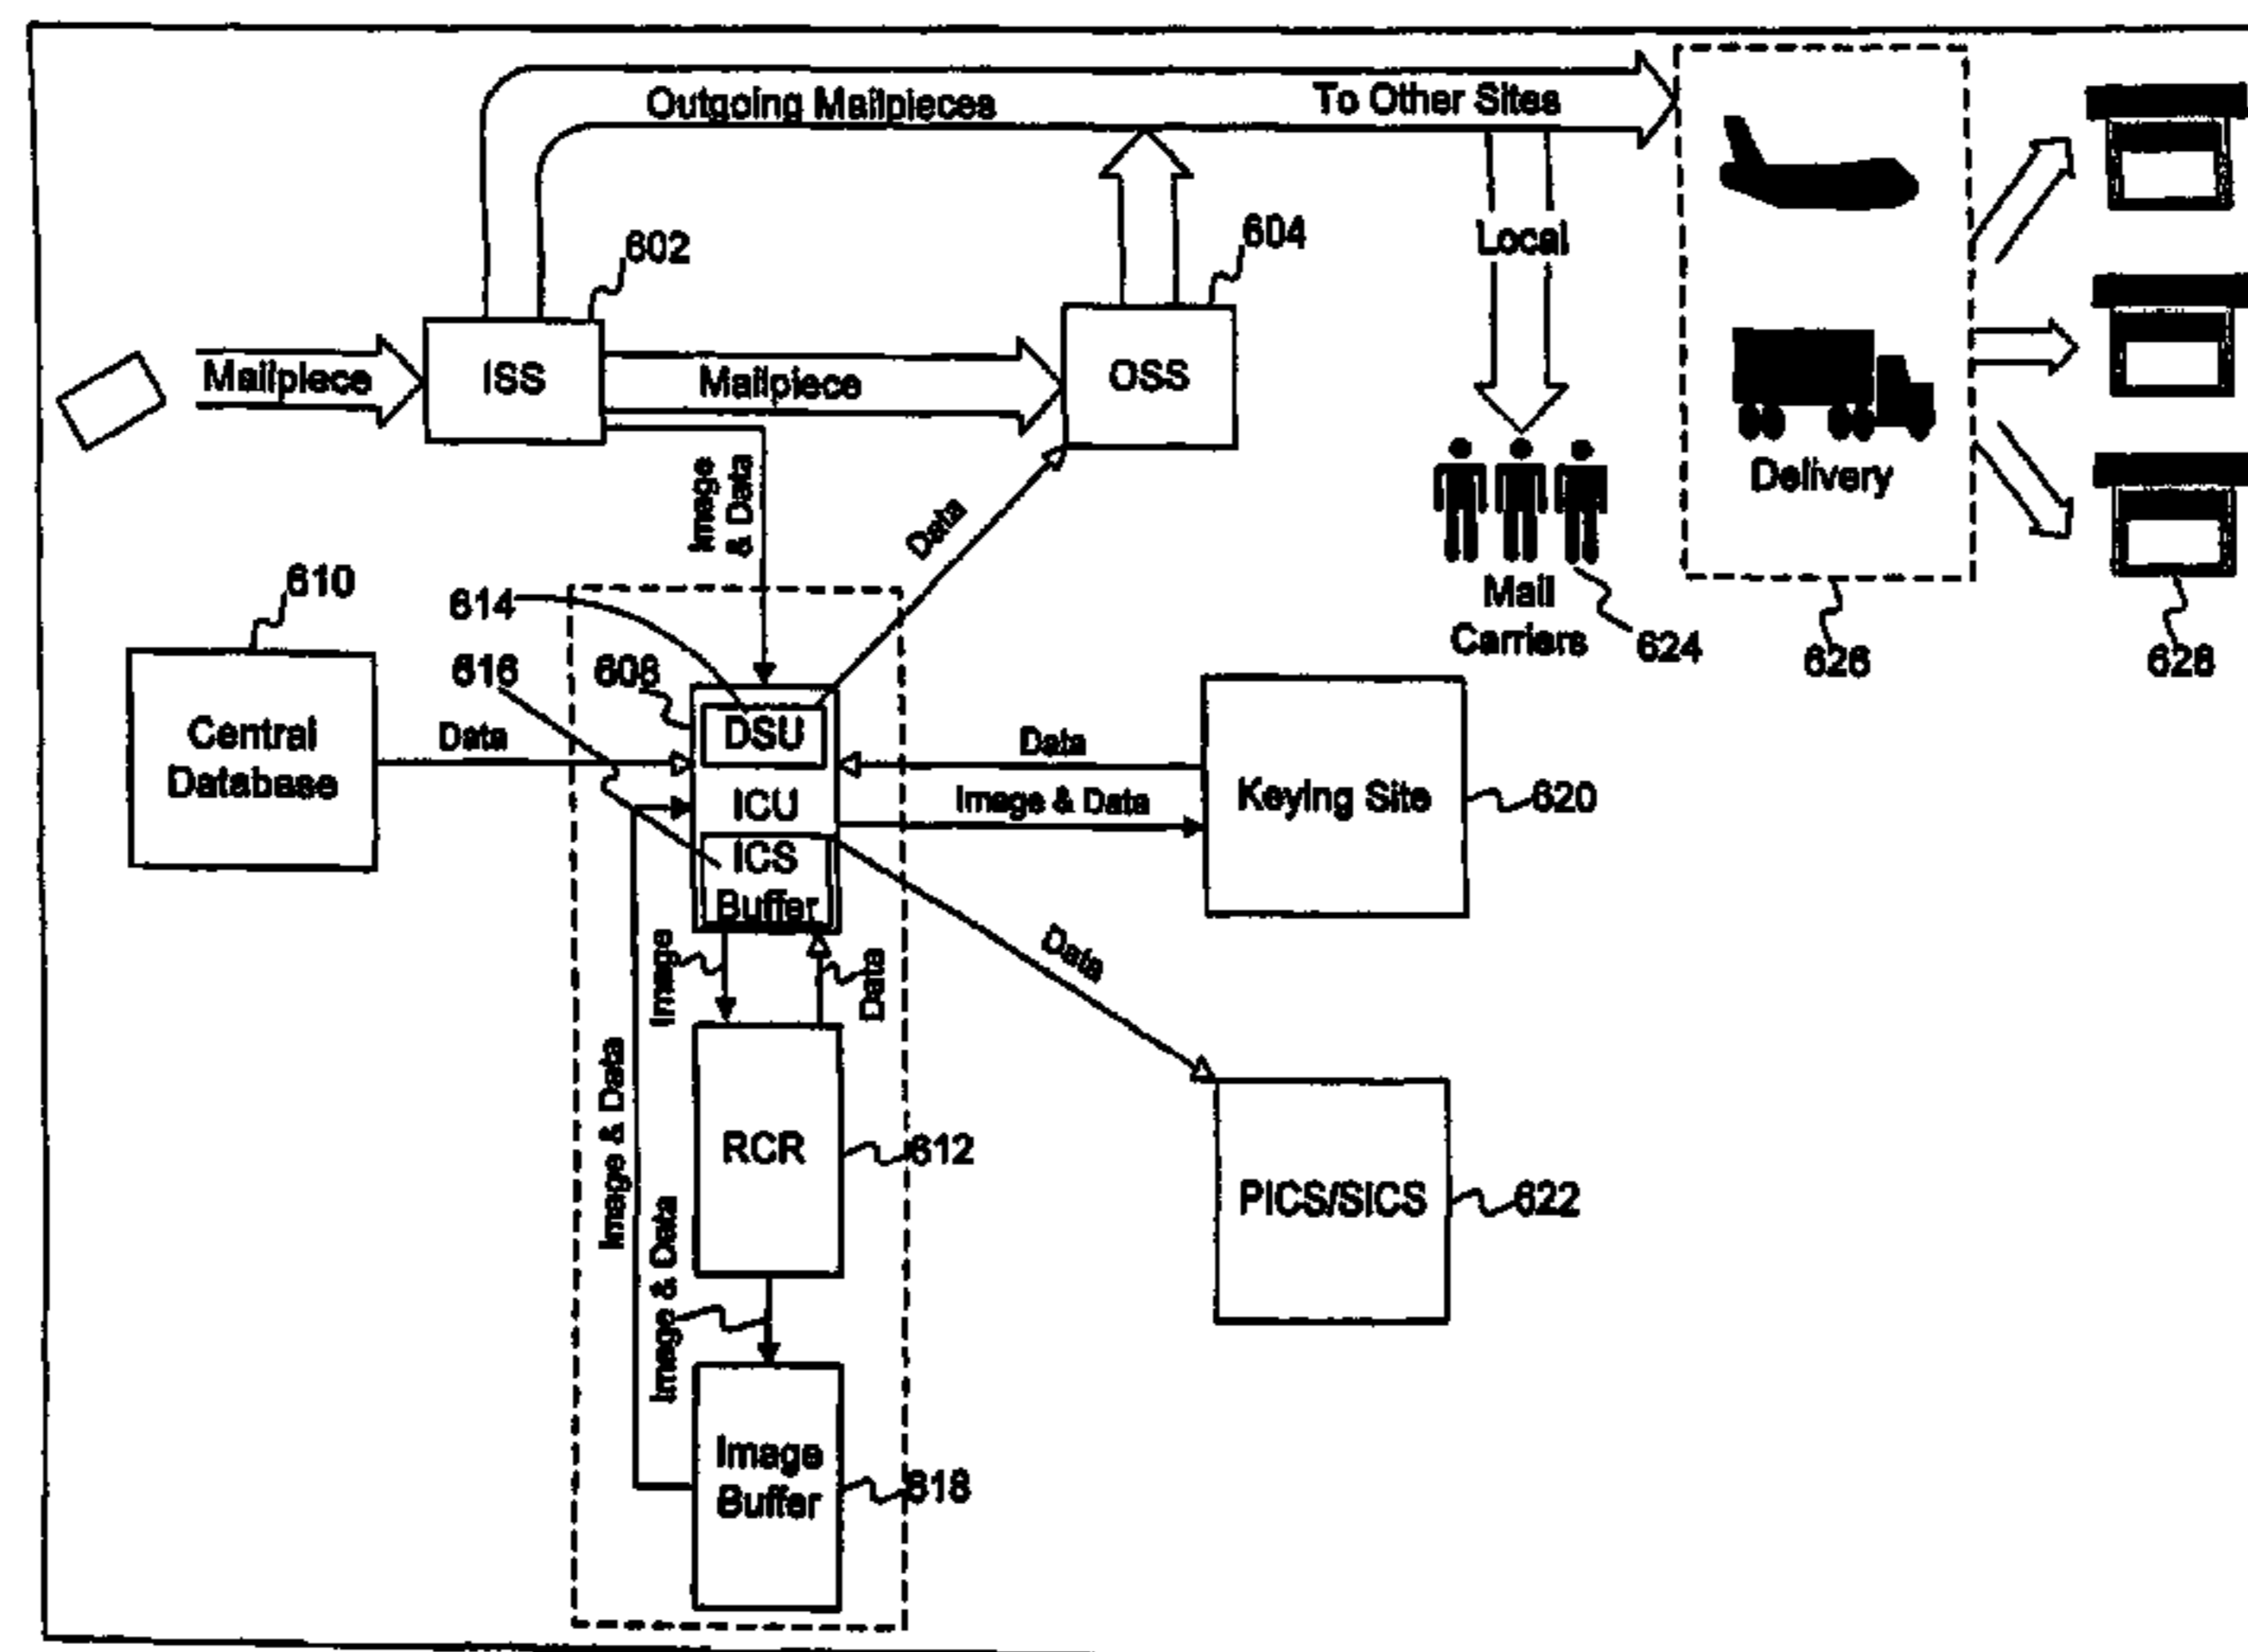 Outgoing Mailpieces To Other Sites
602
604
Local
Mailpiece
ISS
Mailpiece
OSS
Image
& Data
Data
Delivery
Mail
Carriers
624
626
628
610
614
616
608
Central
Database
Data
DSU
ICU
ICS
Buffer
Data
Image & Data
Keying Site
620
Image
Data
Data
Image & Data
RCR
612
PICS/SICS
622
Image & Data
Image
Buffer
618